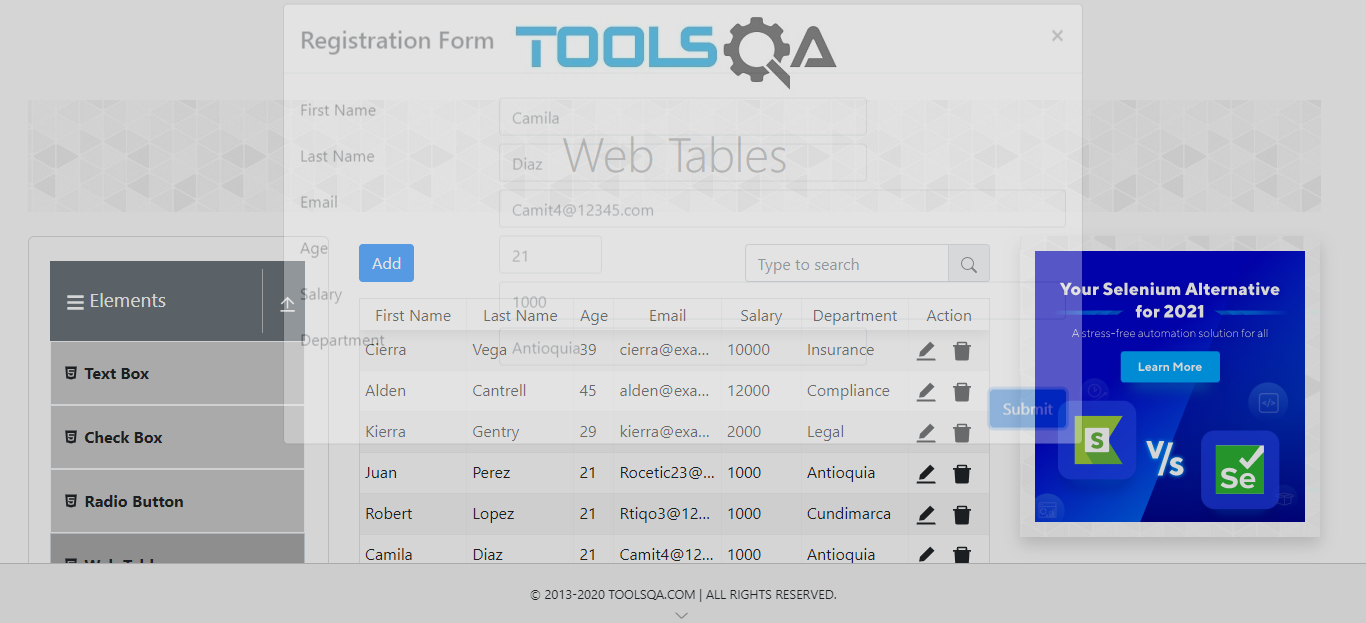 Registration Form
×
TOOLSQA
First Name
Camila
Last Name
Diaz
Web Tables
Email
Camit4@12345.com
Age
21
Salary
1000
Department
Antioquia
Submit
Elements
Text Box
Check Box
Radio Button
Add
Type to search
First Name Last Name Age Email Salary Department Action
Cierra Vega 39 cierra@exa... 10000 Insurance
Alden Cantrell 45 alden@exa... 12000 Compliance
Kierra Gentry 29 kierra@exa... 2000 Legal
Juan Perez 21 Rocetic23@... 1000 Antioquia
Robert Lopez 21 Rtiqo3@12... 1000 Cundimarca
Camila Diaz 21 Camit4@12... 1000 Antioquia
Your Selenium Alternative
for 2021
A stress-free automation solution for all
Learn More
S
V/s
Se
© 2013-2020 TOOLSQA.COM | ALL RIGHTS RESERVED.